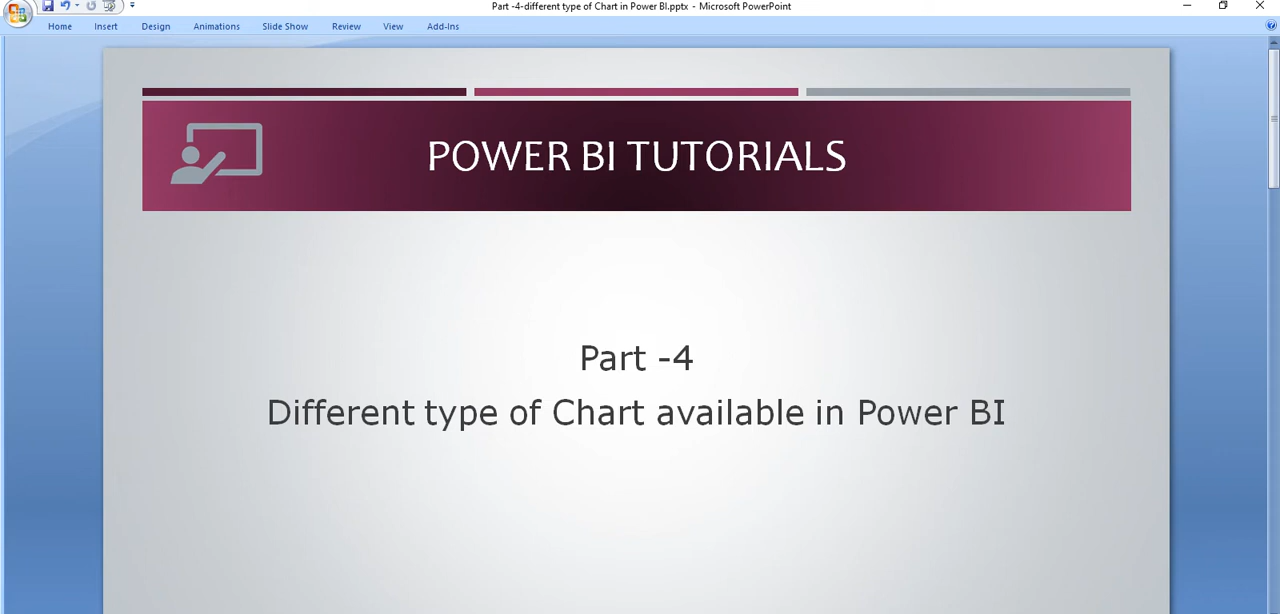 Part -4-different type of Chart in Power BI.pptx - Microsoft PowerPoint
Home Insert Design Animations Slide Show Review View Add-Ins
POWER BI TUTORIALS
Part -4
Different type of Chart available in Power BI